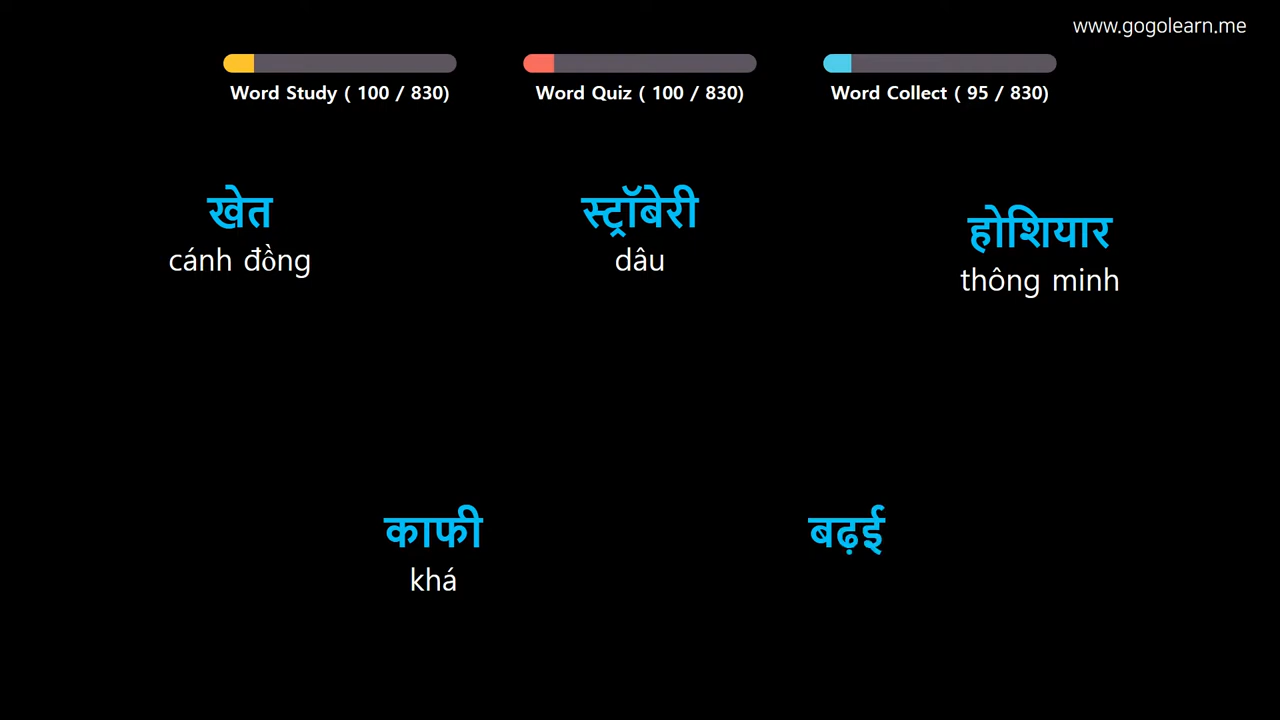 www.gogolearn.me
Word Study ( 100 / 830)
Word Quiz ( 100 / 830)
Word Collect ( 95 / 830)
खेत
cánh đồng
स्ट्रॉबेरी
dâu
होशियार
thông minh
काफी
khá
बढ़ई